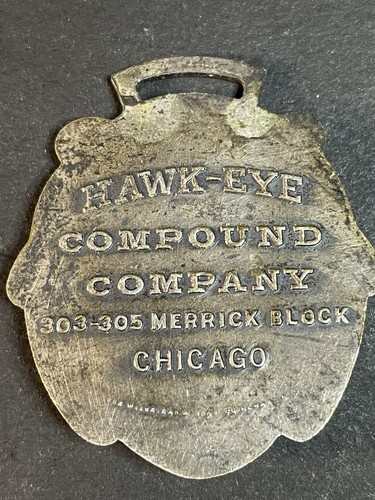 HAWK-EYE
COMPOUND
COMPANY
303-305 MERRICK BLOCK
CHICAGO